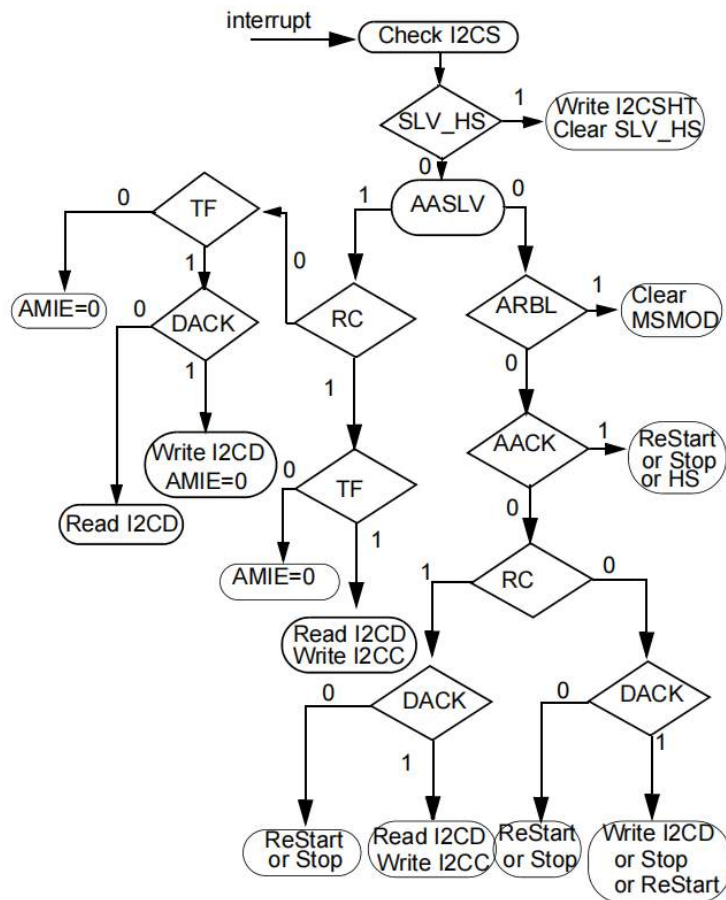 interrupt
Check I2CS
SLV_HS
1
Write I2CSHT
Clear SLV_HS
0
AASLV
1
0
TF
0
1
0
AMIE=0
DACK
0
1
RC
1
ARBL
1
Clear
MSMOD
0
Write I2CD
AMIE=0
Read I2CD
TF
0
1
AACK
1
ReStart
or Stop
or HS
0
AMIE=0
Read I2CD
Write I2CC
RC
1
0
DACK
0
1
DACK
0
1
ReStart
or Stop
Read I2CD
Write I2CC
ReStart
or Stop
Write I2CD
or Stop
or ReStart